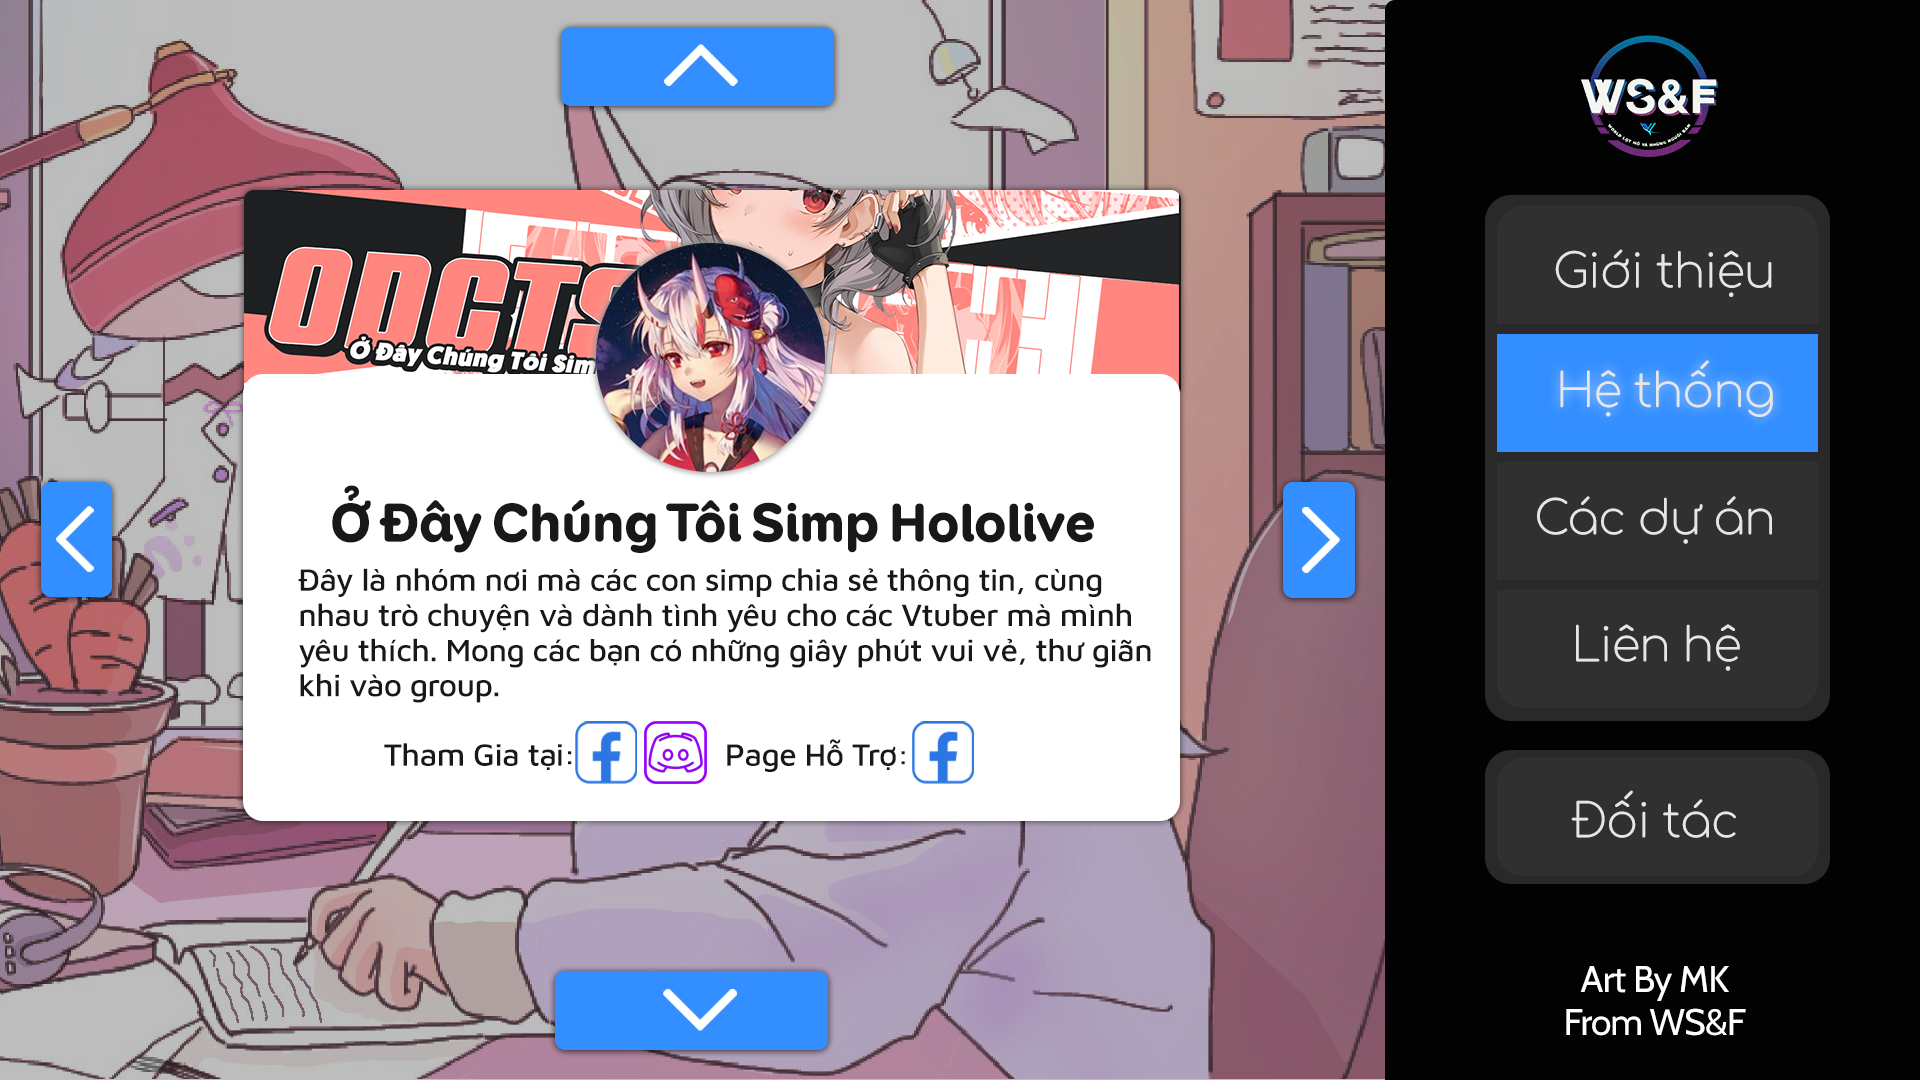 ODCTS
Ở Đây Chúng Tôi Sim
Ở Đây Chúng Tôi Simp Hololive
Đây là nhóm nơi mà các con simp chia sẻ thông tin, cùng
nhau trò chuyện và dành tình yêu cho các Vtuber mà mình
yêu thích. Mong các bạn có những giây phút vui vẻ, thư giãn
khi vào group.
Tham Gia tại:
Page Hỗ Trợ:
WS&F
Giới thiệu
Hệ thống
Các dự án
Liên hệ
Đối tác
Art By MK
From WS&F